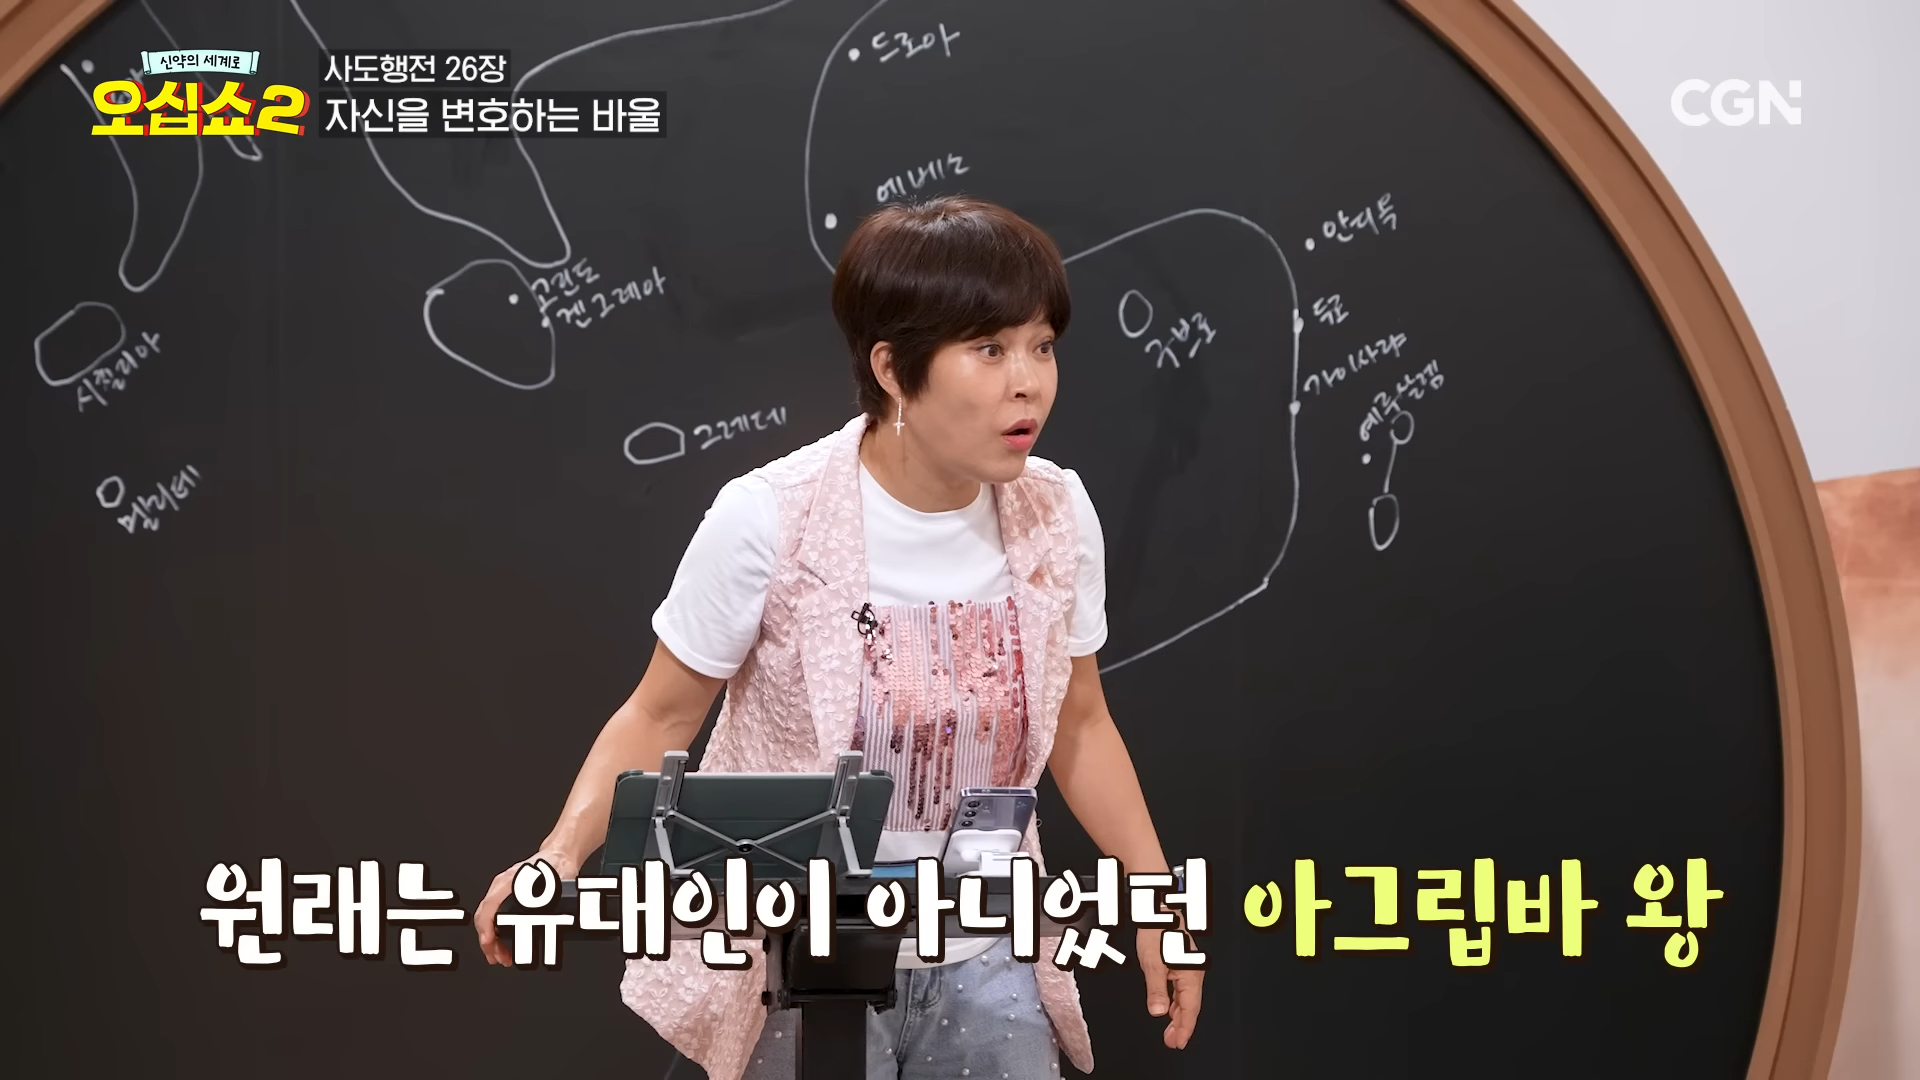 신약의 세계로
오십쇼2
사도행전 26장
자신을 변호하는 바울
CGN
드로아
에베소
안디옥
고린도
겐그레아
두로
구브로
가이사랴
예루살렘
시칠리아
그레데
멜리데
원래는 유대인이 아니었던 아그립바 왕